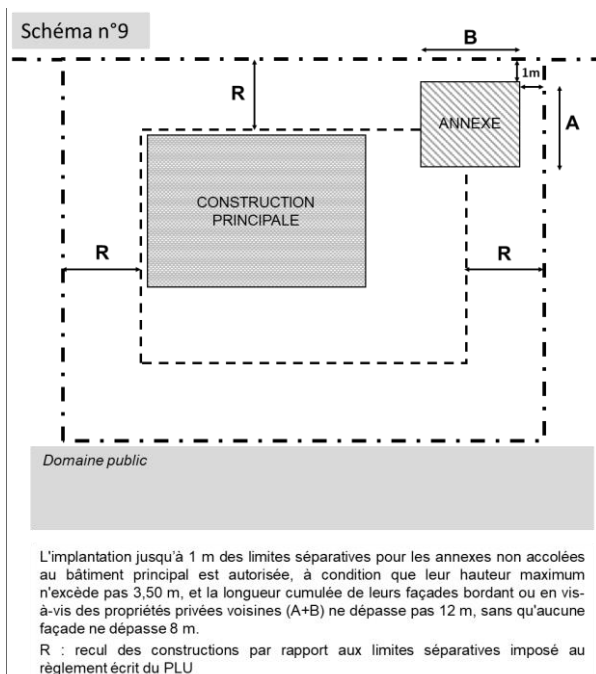 Schéma n°9
B
1m
R
ANNEXE
A
CONSTRUCTION
PRINCIPALE
R
R
Domaine public
L'implantation jusqu'à 1 m des limites séparatives pour les annexes non accolées
au bâtiment principal est autorisée, à condition que leur hauteur maximum
n'excède pas 3,50 m, et la longueur cumulée de leurs façades bordant ou en vis-
à-vis des propriétés privées voisines (A+B) ne dépasse pas 12 m, sans qu'aucune
façade ne dépasse 8 m.
R : recul des constructions par rapport aux limites séparatives imposé au
règlement écrit du PLU